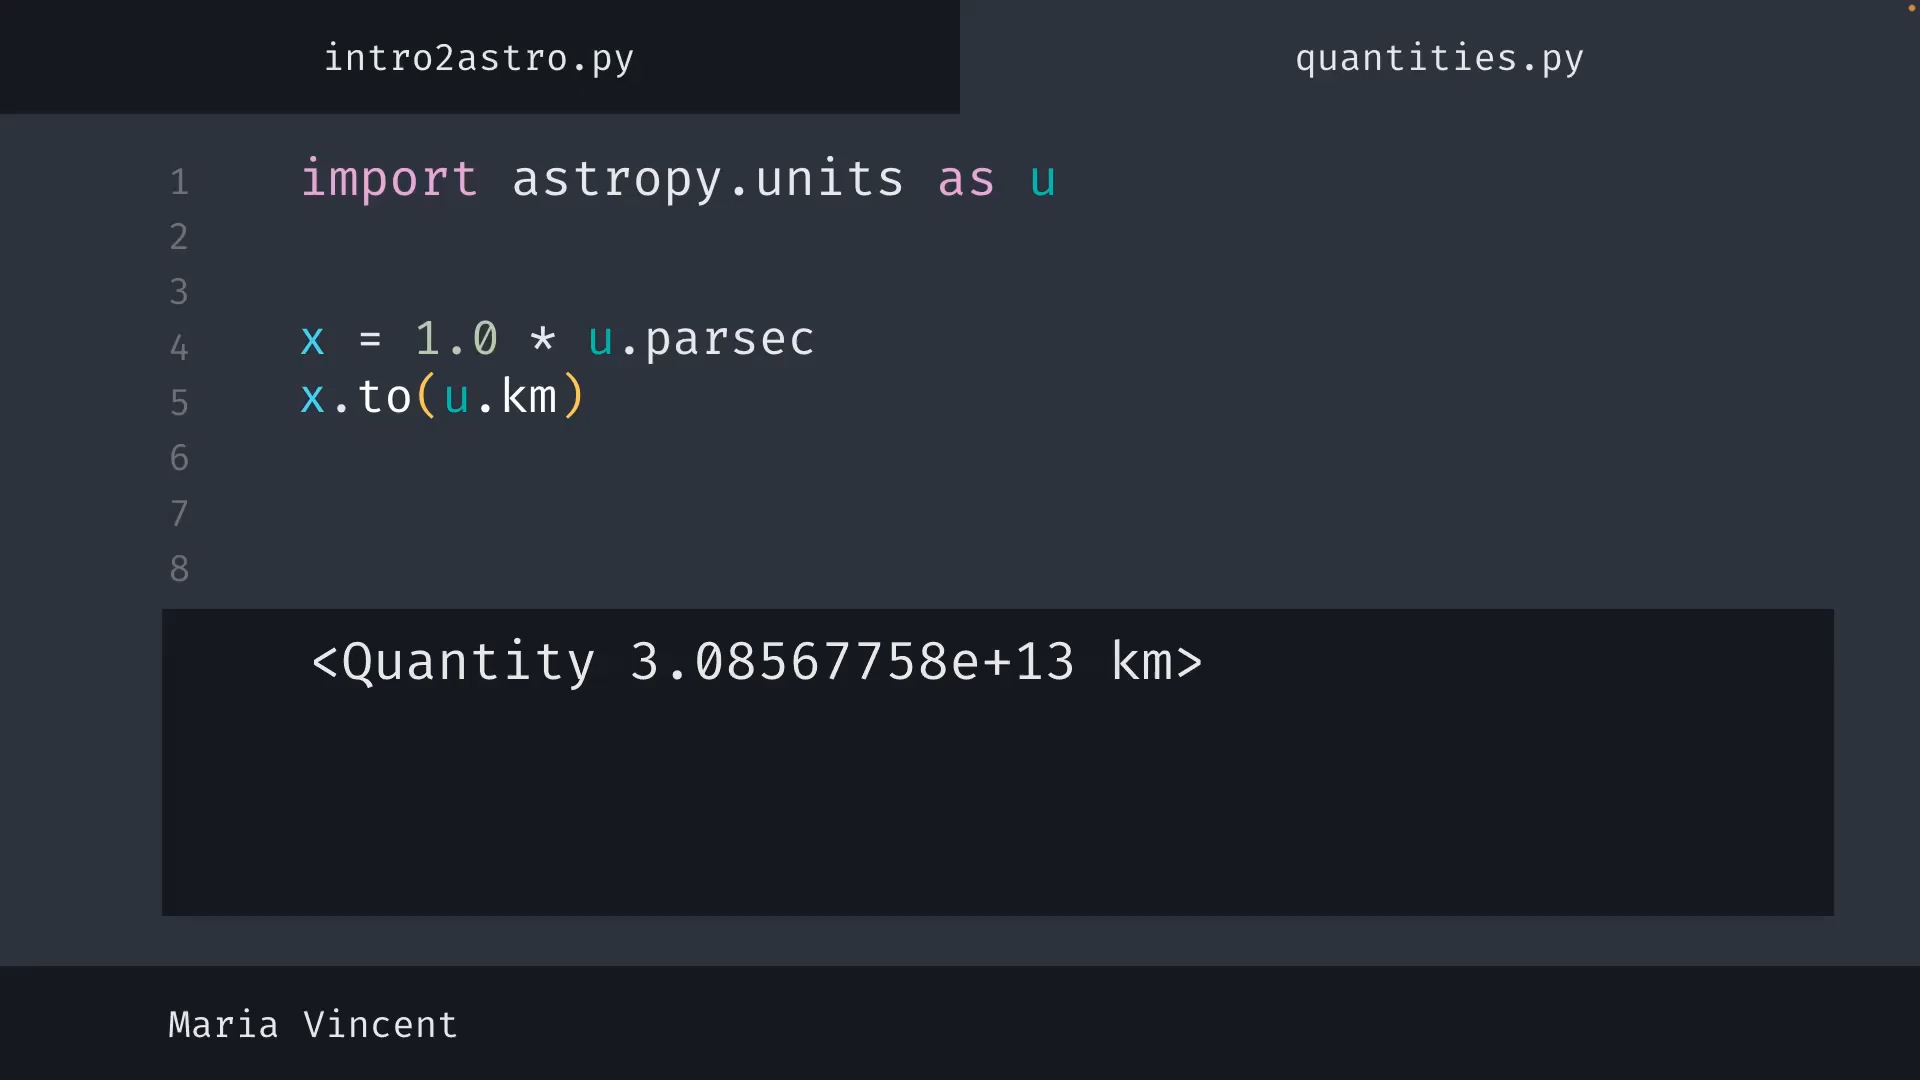 intro2astro.py
quantities.py
1 import astropy.units as u
2
3
4 x = 1.0 * u.parsec
5 x.to(u.km)
6
7
8
<Quantity 3.08567758e+13 km>
Maria Vincent